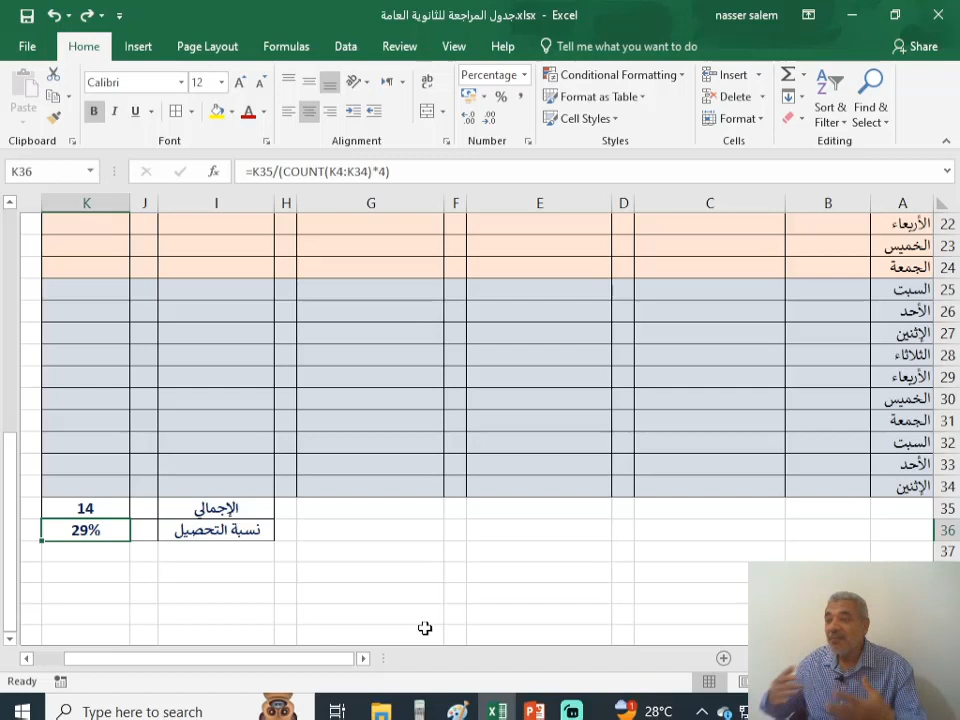 جدول المراجعة للثانوية العامة.xlsx - Excel
nasser salem
File Home Insert Page Layout Formulas Data Review View Help Tell me what you want to do Share
Calibri 12 Percentage Conditional Formatting Insert
Paste Format as Table Delete Sort & Find &
B I U % Cell Styles Format Filter Select
Clipboard Font Alignment Number Styles Cells Editing
K36 fx =K35/(COUNT(K4:K34)*4)
K J I H G F E D C B A
الأربعاء 22
الخميس 23
الجمعة 24
السبت 25
الأحد 26
الإثنين 27
الثلاثاء 28
الأربعاء 29
الخميس 30
الجمعة 31
السبت 32
الأحد 33
الإثنين 34
14 الإجمالي 35
29% نسبة التحصيل 36
37
Ready
Type here to search 28°C